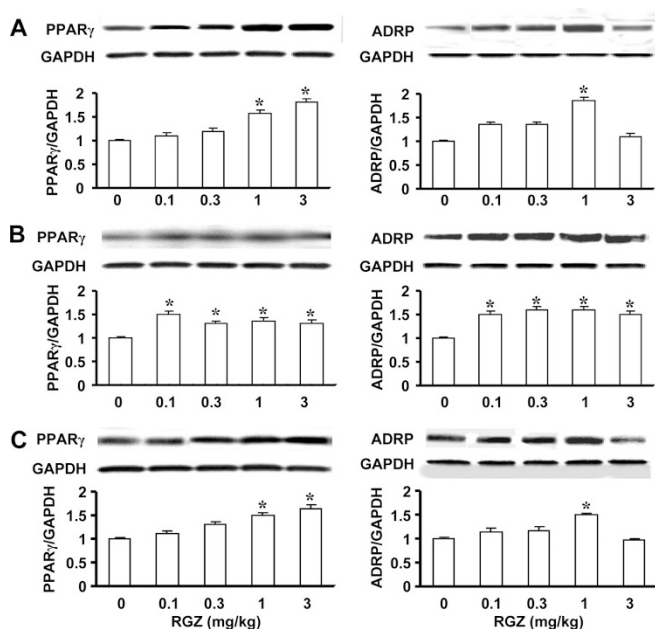 A PPARγ ADRP
GAPDH GAPDH
PPARγ/GAPDH 2 1.5 1 0.5 0 0.1 0.3 1 3 * *
ADRP/GAPDH 2 1.5 1 0.5 0 0.1 0.3 1 3 *
B PPARγ ADRP
GAPDH GAPDH
PPARγ/GAPDH 2 1.5 1 0.5 0 0.1 0.3 1 3 * * * *
ADRP/GAPDH 2 1.5 1 0.5 0 0.1 0.3 1 3 * * * *
C PPARγ ADRP
GAPDH GAPDH
PPARγ/GAPDH 2 1.5 1 0.5 0 0 0.1 0.3 1 3 * *
ADRP/GAPDH 2 1.5 1 0.5 0 0 0.1 0.3 1 3 *
RGZ (mg/kg) RGZ (mg/kg)